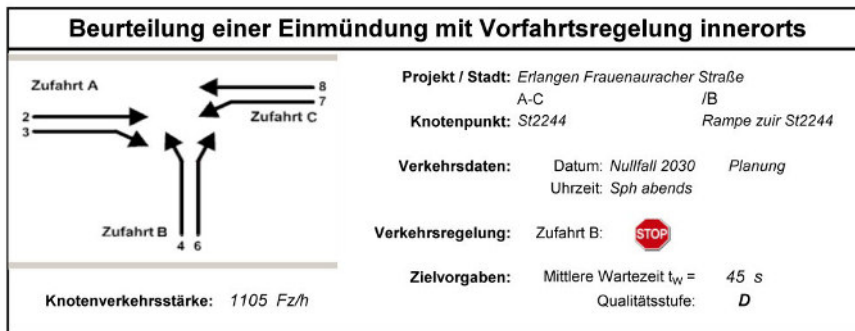 Beurteilung einer Einmündung mit Vorfahrtsregelung innerorts
Zufahrt A
8
7
Zufahrt C
2
3
Zufahrt B
4 6
Knotenverkehrsstärke: 1105 Fz/h
Projekt / Stadt: Erlangen Frauenauracher Straße
A-C /B
Knotenpunkt: St2244 Rampe zuir St2244
Verkehrsdaten: Datum: Nullfall 2030 Planung
Uhrzeit: Sph abends
Verkehrsregelung: Zufahrt B: STOP
Zielvorgaben: Mittlere Wartezeit tW = 45 s
Qualitätsstufe: D